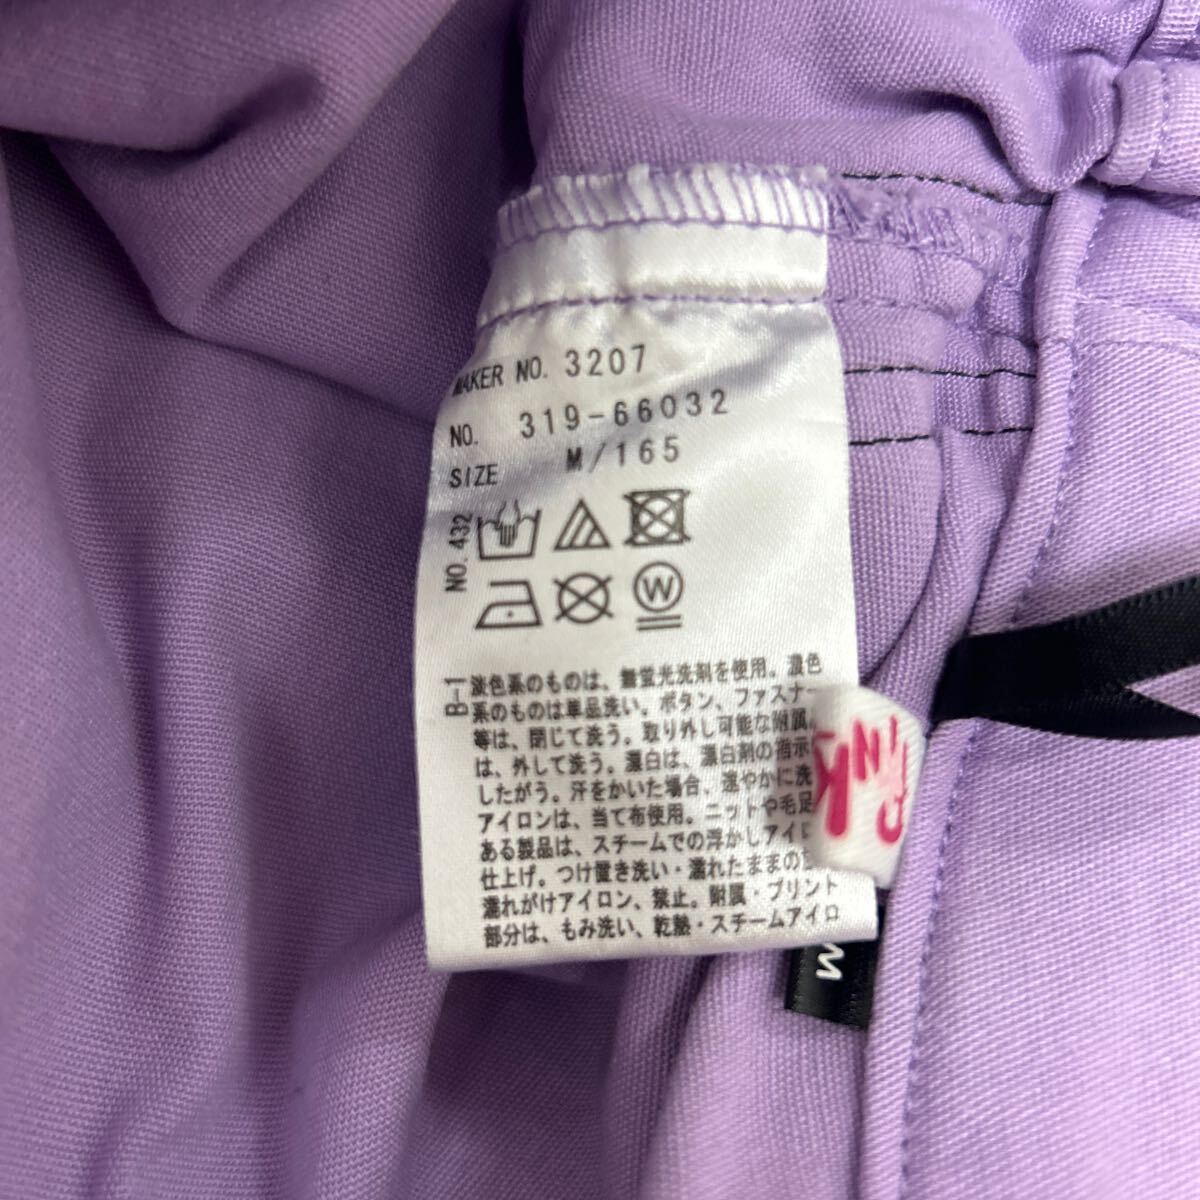 MAKER NO. 3207
NO. 319-66032
SIZE M/165
NO.432
W
B-1
淡色系のものは、無蛍光洗剤を使用。濃色
系のものは単品洗い。ボタン、ファスナー
等は、閉じて洗う。取り外し可能な附属
は、外して洗う。漂白は、漂白剤の指示
したがう。汗をかいた場合、速やかに洗
アイロンは、当て布使用。ニットや毛足
ある製品は、スチームでの浮かしアイロ
仕上げ。つけ置き洗い・濡れたままの
濡れがけアイロン、禁止。附属・プリント
部分は、もみ洗い、乾熱・スチームアイロ
M